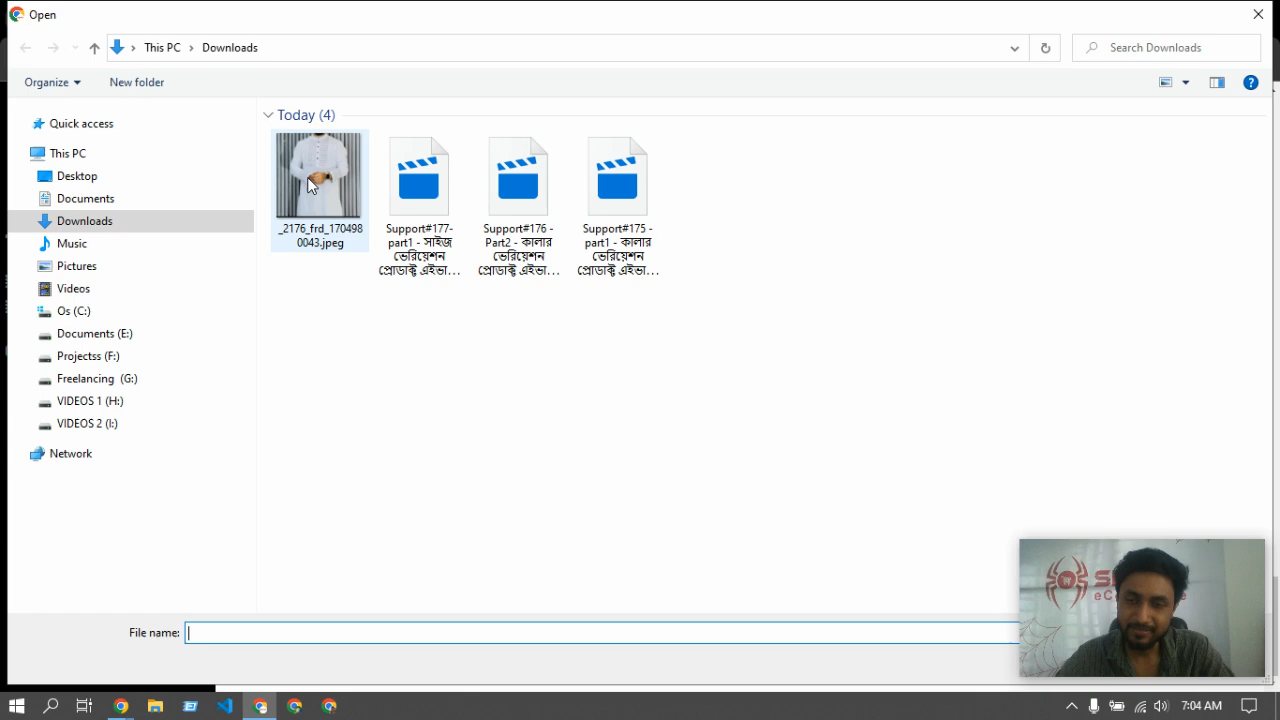 Open
This PC
Downloads
Search Downloads
Organize
New folder
Quick access
This PC
Desktop
Documents
Downloads
Music
Pictures
Videos
Os (C:)
Documents (E:)
Projectss (F:)
Freelancing (G:)
VIDEOS 1 (H:)
VIDEOS 2 (I:)
Network
Today (4)
_2176_frd_170498
0043.jpeg
Support#177-
part1 - সাইজ
ভেরিয়েশন
প্রোডাক্ট এইভা...
Support#176 -
Part2 - কালার
ভেরিয়েশন
প্রোডাক্ট এইভা...
Support#175 -
part1 - কালার
ভেরিয়েশন
প্রোডাক্ট এইভা...
File name:
7:04 AM